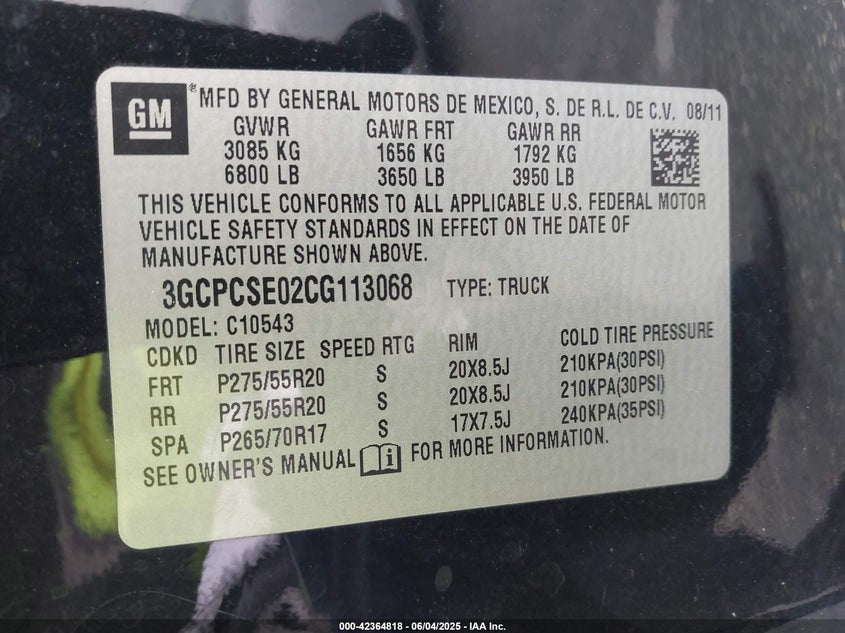 GM
® MFD BY GENERAL MOTORS DE MEXICO, S. DE R.L. DE C.V. 08/11
GVWR GAWR FRT GAWR RR
3085 KG 1656 KG 1792 KG
6800 LB 3650 LB 3950 LB
THIS VEHICLE CONFORMS TO ALL APPLICABLE U.S. FEDERAL MOTOR
VEHICLE SAFETY STANDARDS IN EFFECT ON THE DATE OF
MANUFACTURE SHOWN ABOVE.
3GCPCSE02CG113068 TYPE: TRUCK
MODEL: C10543
CDKD TIRE SIZE SPEED RTG RIM COLD TIRE PRESSURE
FRT P275/55R20 S 20X8.5J 210KPA(30PSI)
RR P275/55R20 S 20X8.5J 210KPA(30PSI)
SPA P265/70R17 S 17X7.5J 240KPA(35PSI)
SEE OWNER'S MANUAL FOR MORE INFORMATION.
000-42364818 - 06/04/2025 - IAA Inc.